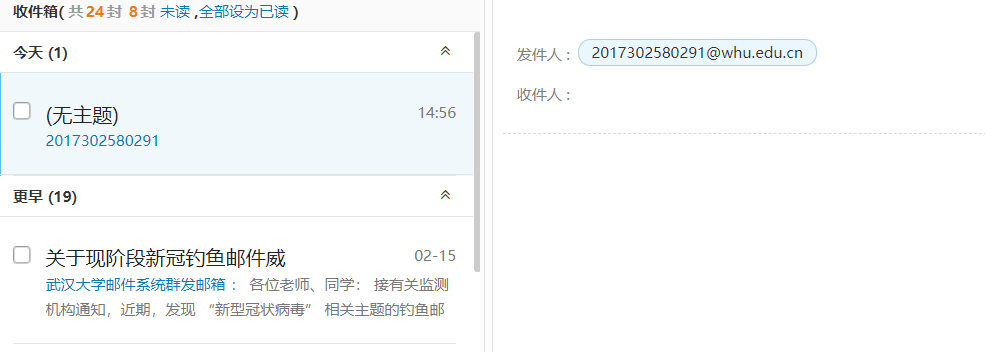 收件箱( 共 24 封 8 封 未读 ,全部设为已读 )
今天 (1)
(无主题) 14:56
2017302580291
更早 (19)
关于现阶段新冠钓鱼邮件威 02-15
武汉大学邮件系统群发邮箱 : 各位老师、同学： 接有关监测
机构通知，近期，发现 “新型冠状病毒” 相关主题的钓鱼邮
发件人 : 2017302580291@whu.edu.cn
收件人 :